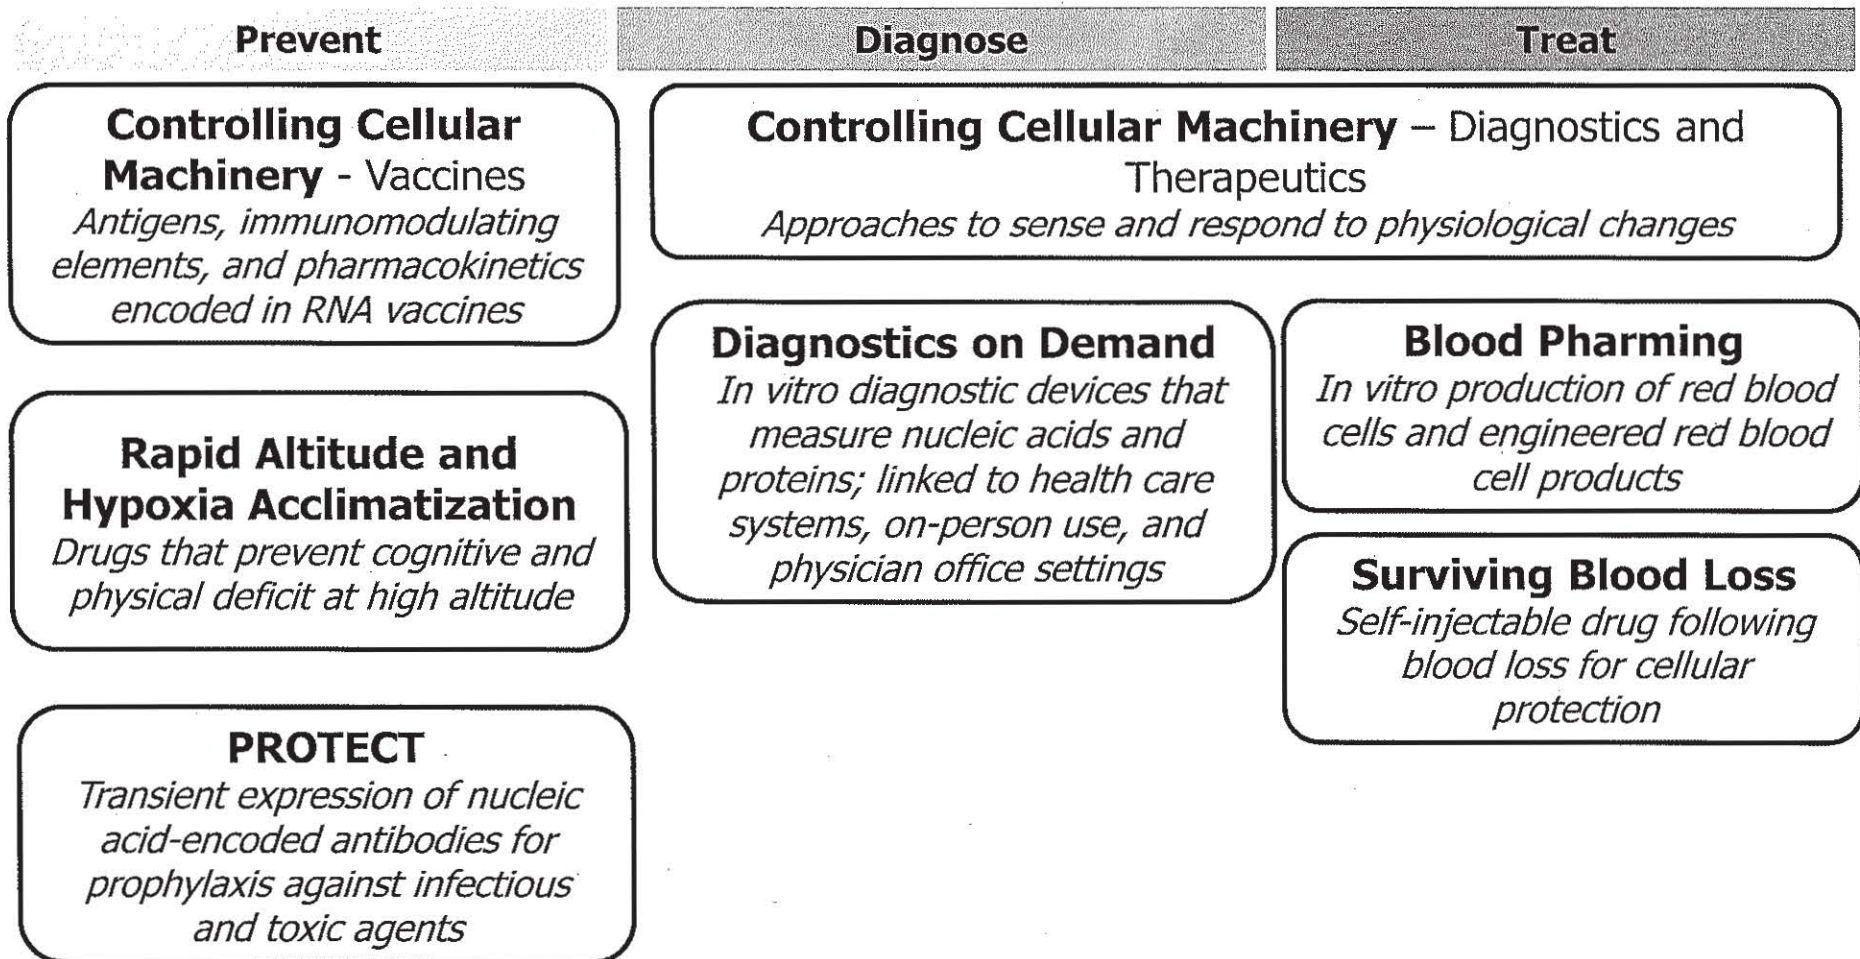 Prevent
Diagnose
Treat
Controlling Cellular
Machinery - Vaccines
Antigens, immunomodulating
elements, and pharmacokinetics
encoded in RNA vaccines
Rapid Altitude and
Hypoxia Acclimatization
Drugs that prevent cognitive and
physical deficit at high altitude
PROTECT
Transient expression of nucleic
acid-encoded antibodies for
prophylaxis against infectious
and toxic agents
Controlling Cellular Machinery – Diagnostics and
Therapeutics
Approaches to sense and respond to physiological changes
Diagnostics on Demand
In vitro diagnostic devices that
measure nucleic acids and
proteins; linked to health care
systems, on-person use, and
physician office settings
Blood Pharming
In vitro production of red blood
cells and engineered red blood
cell products
Surviving Blood Loss
Self-injectable drug following
blood loss for cellular
protection